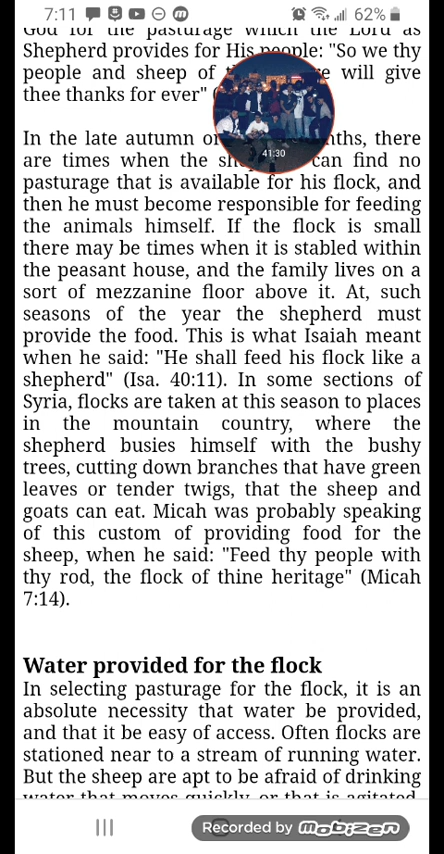 7:11
62%
God for the pasturage which the Lord as
Shepherd provides for His people: "So we thy
people and sheep of will give
thee thanks for ever"
41:30
In the late autumn or nths, there
are times when the can find no
pasturage that is available for his flock, and
then he must become responsible for feeding
the animals himself. If the flock is small
there may be times when it is stabled within
the peasant house, and the family lives on a
sort of mezzanine floor above it. At, such
seasons of the year the shepherd must
provide the food. This is what Isaiah meant
when he said: "He shall feed his flock like a
shepherd" (Isa. 40:11). In some sections of
Syria, flocks are taken at this season to places
in the mountain country, where the
shepherd busies himself with the bushy
trees, cutting down branches that have green
leaves or tender twigs, that the sheep and
goats can eat. Micah was probably speaking
of this custom of providing food for the
sheep, when he said: "Feed thy people with
thy rod, the flock of thine heritage" (Micah
7:14).
Water provided for the flock
In selecting pasturage for the flock, it is an
absolute necessity that water be provided,
and that it be easy of access. Often flocks are
stationed near to a stream of running water.
But the sheep are apt to be afraid of drinking
water that moves quickly, or that is agitated.
Recorded by Mobizen